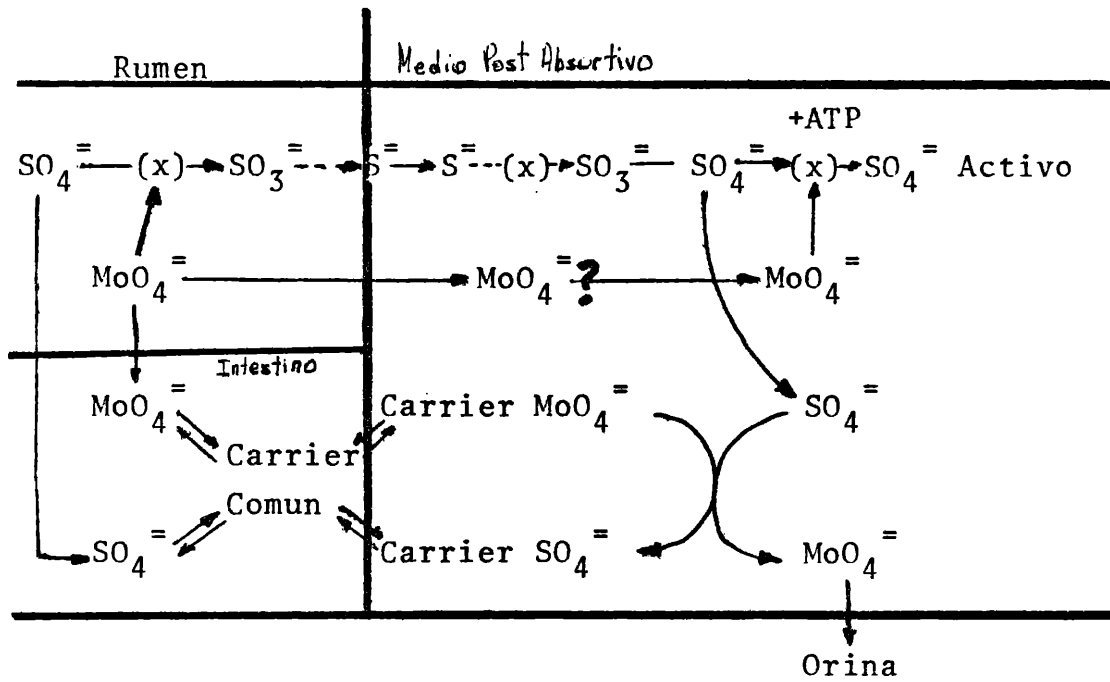 Rumen
Medio Post Absurtivo
+ATP
SO4= (x) SO3= S= S= (x) SO3= SO4= (x) SO4= Activo
MoO4= MoO4= ? MoO4=
Intestino
MoO4= Carrier MoO4= SO4=
Carrier
Comun
SO4= Carrier SO4= MoO4=
Orina